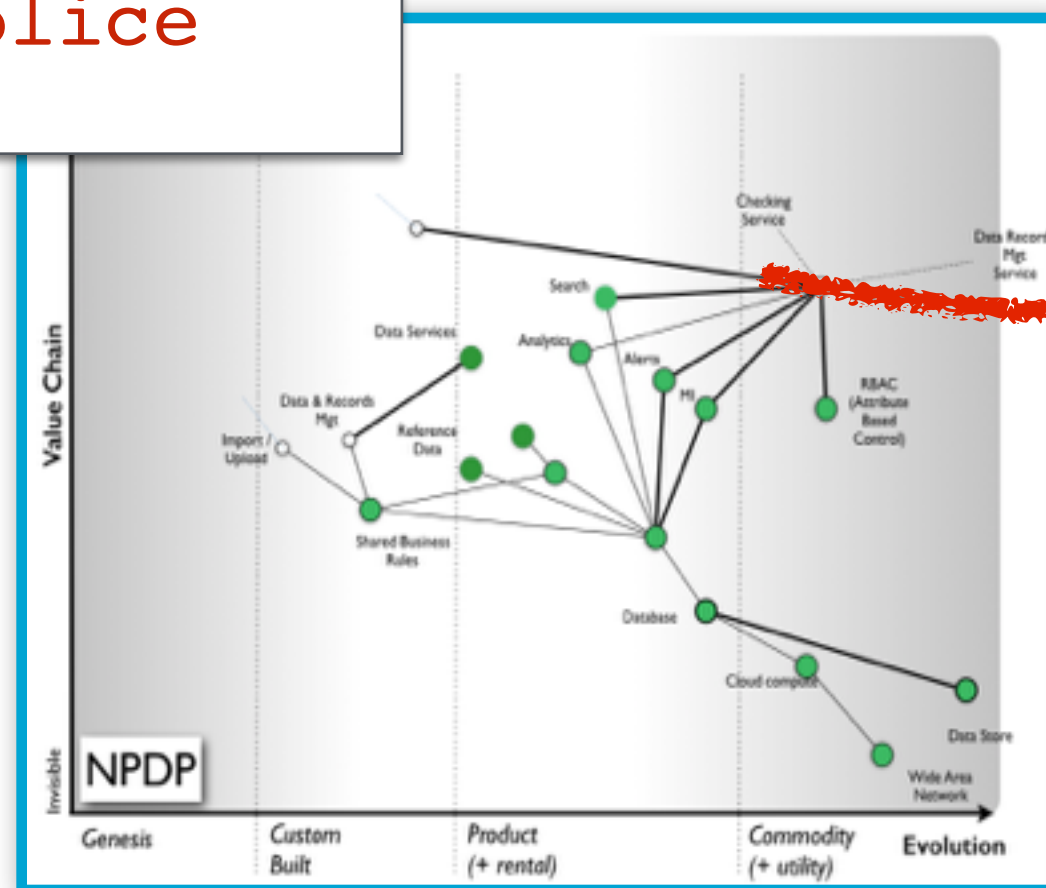 olice
Checking
Service
Data Record
Mgt
Service
Search
Data Services
Analytics
Alerts
MI
RBAC
(Attribute
Based
Control)
Data & Records
Mgt
Import /
Upload
Reference
Data
Shared Business
Rules
Database
Cloud compute
Data Store
Wide Area
Network
Value Chain
Invisible
NPDP
Genesis
Custom
Built
Product
(+ rental)
Commodity
(+ utility)
Evolution